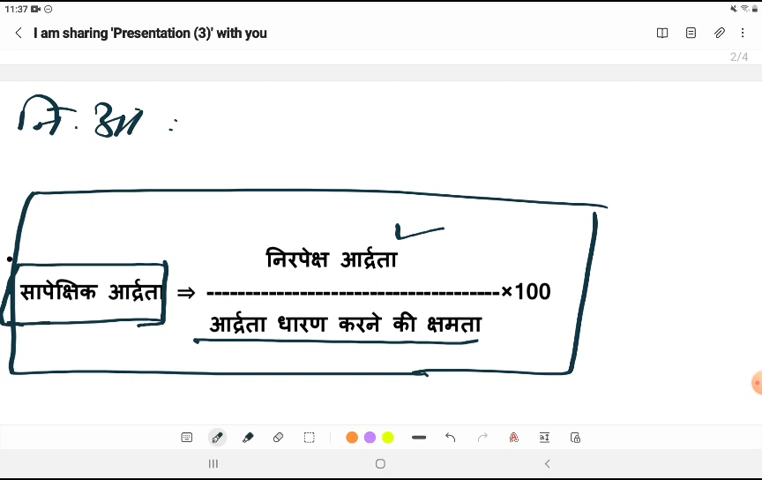 11:37
I am sharing 'Presentation (3)' with you
2/4
नि. आ :
निरपेक्ष आर्द्रता
सापेक्षिक आर्द्रता ⇒ ------------------------------------×100
आर्द्रता धारण करने की क्षमता